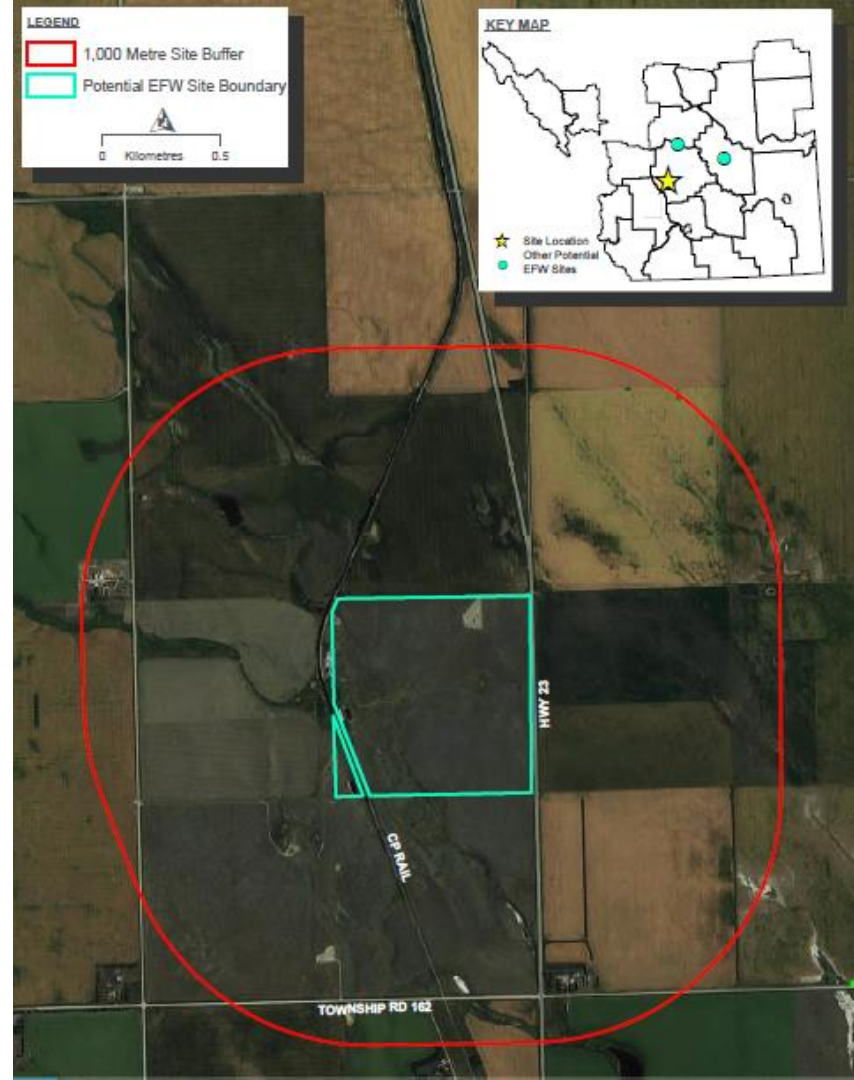 LEGEND
1,000 Metre Site Buffer
Potential EFW Site Boundary
0 Kilometres 0.5
KEY MAP
Site Location
Other Potential
EFW Sites
HWY 23
CP RAIL
TOWNSHIP RD 162